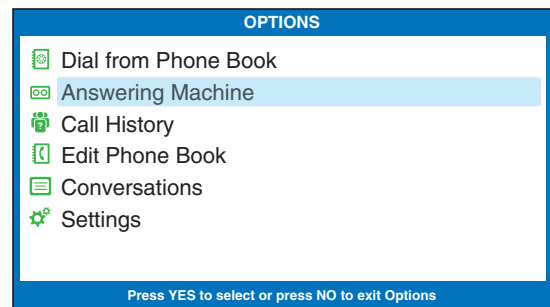 OPTIONS
Dial from Phone Book
Answering Machine
Call History
Edit Phone Book
Conversations
Settings
Press YES to select or press NO to exit Options